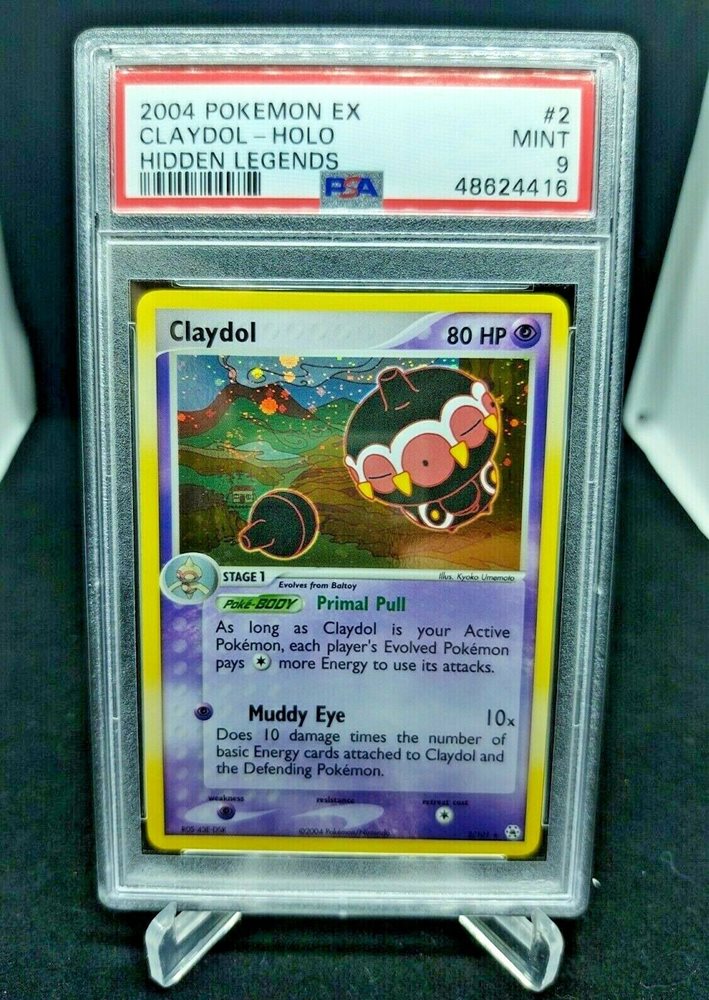 2004 POKEMON EX #2
CLAYDOL - HOLO MINT
HIDDEN LEGENDS 9
PSA 48624416
Claydol 80 HP
STAGE 1 Evolves from Baltoy Illus. Kyoko Umemoto
Poké-BODY Primal Pull
As long as Claydol is your Active
Pokémon, each player's Evolved Pokémon
pays more Energy to use its attacks.
Muddy Eye 10x
Does 10 damage times the number of
basic Energy cards attached to Claydol and
the Defending Pokémon.
weakness resistance retreat cost
©2004 Pokémon/Nintendo